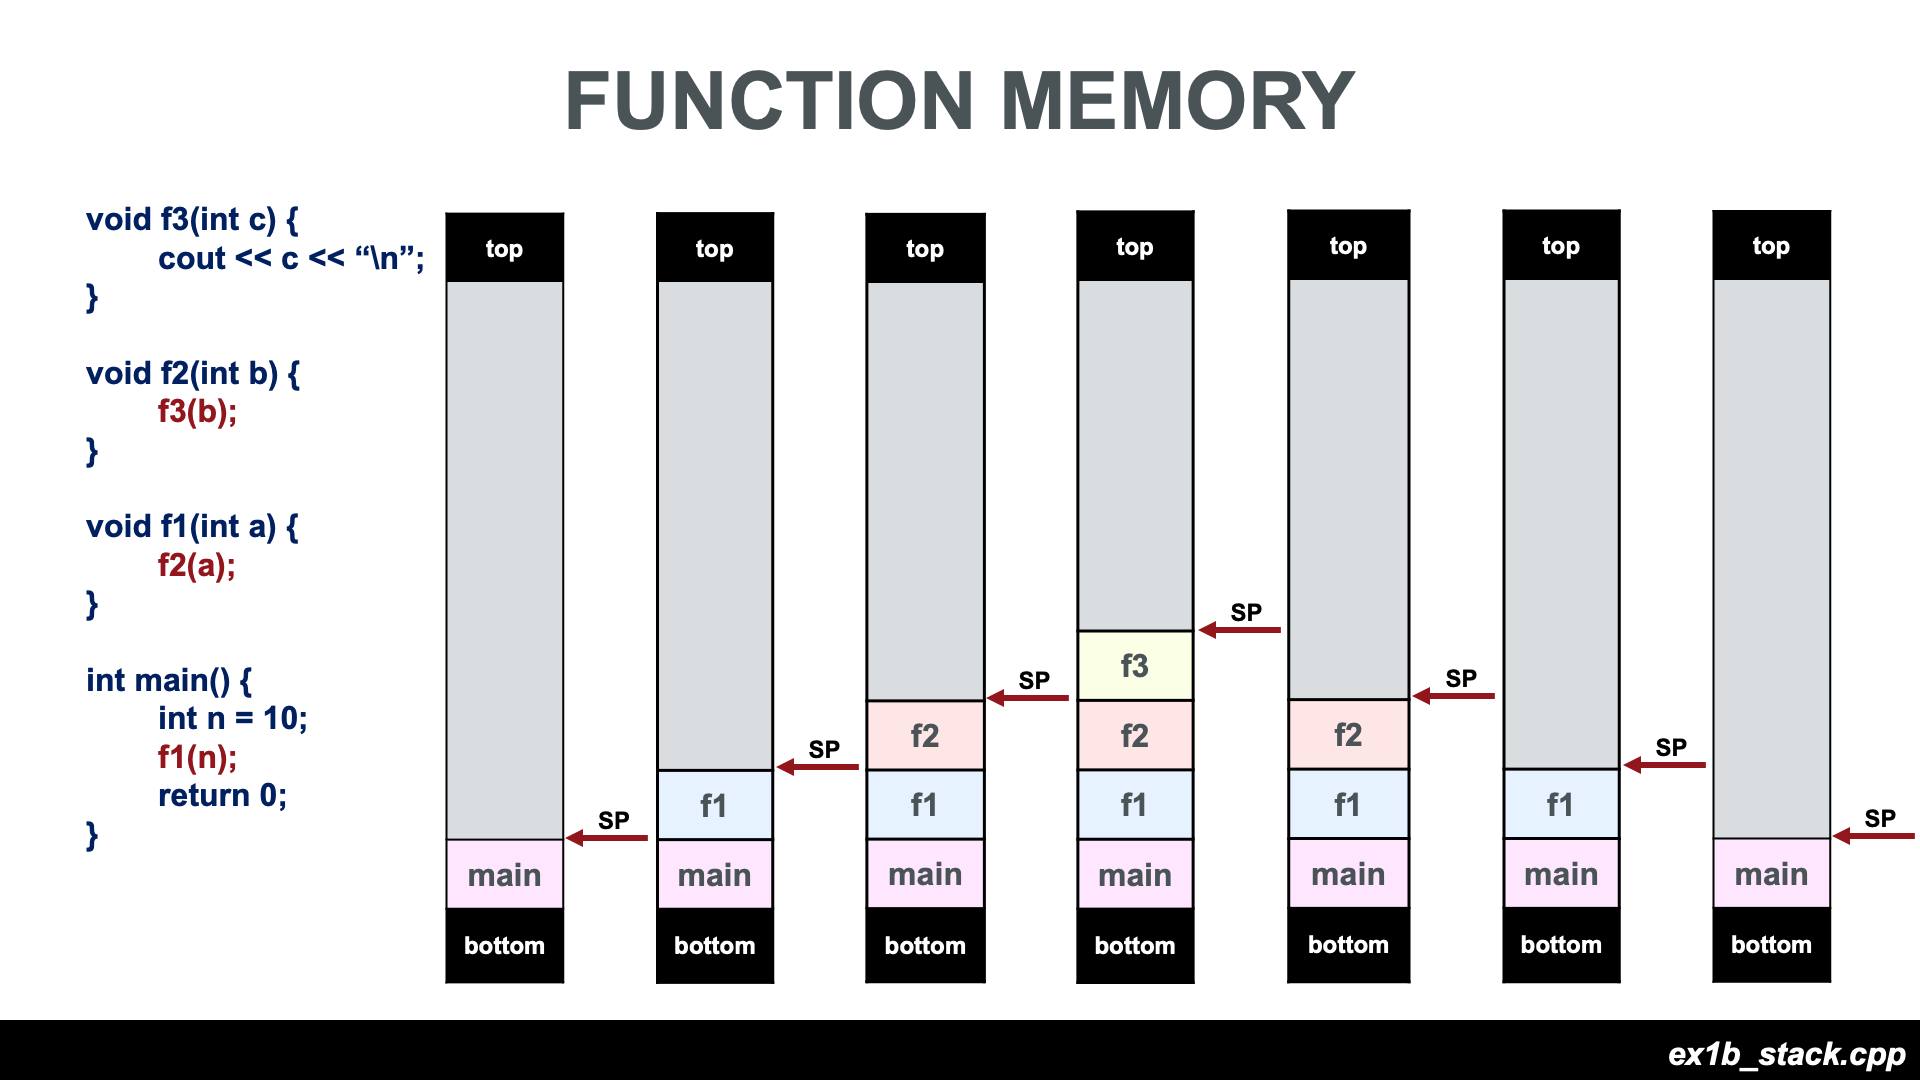 FUNCTION MEMORY
void f3(int c) {
cout << c << “\n”;
}
void f2(int b) {
f3(b);
}
void f1(int a) {
f2(a);
}
int main() {
int n = 10;
f1(n);
return 0;
}
top
SP
main
bottom
top
SP
f1
main
bottom
top
SP
f2
f1
main
bottom
top
SP
f3
f2
f1
main
bottom
top
SP
f2
f1
main
bottom
top
SP
f1
main
bottom
top
SP
main
bottom
ex1b_stack.cpp